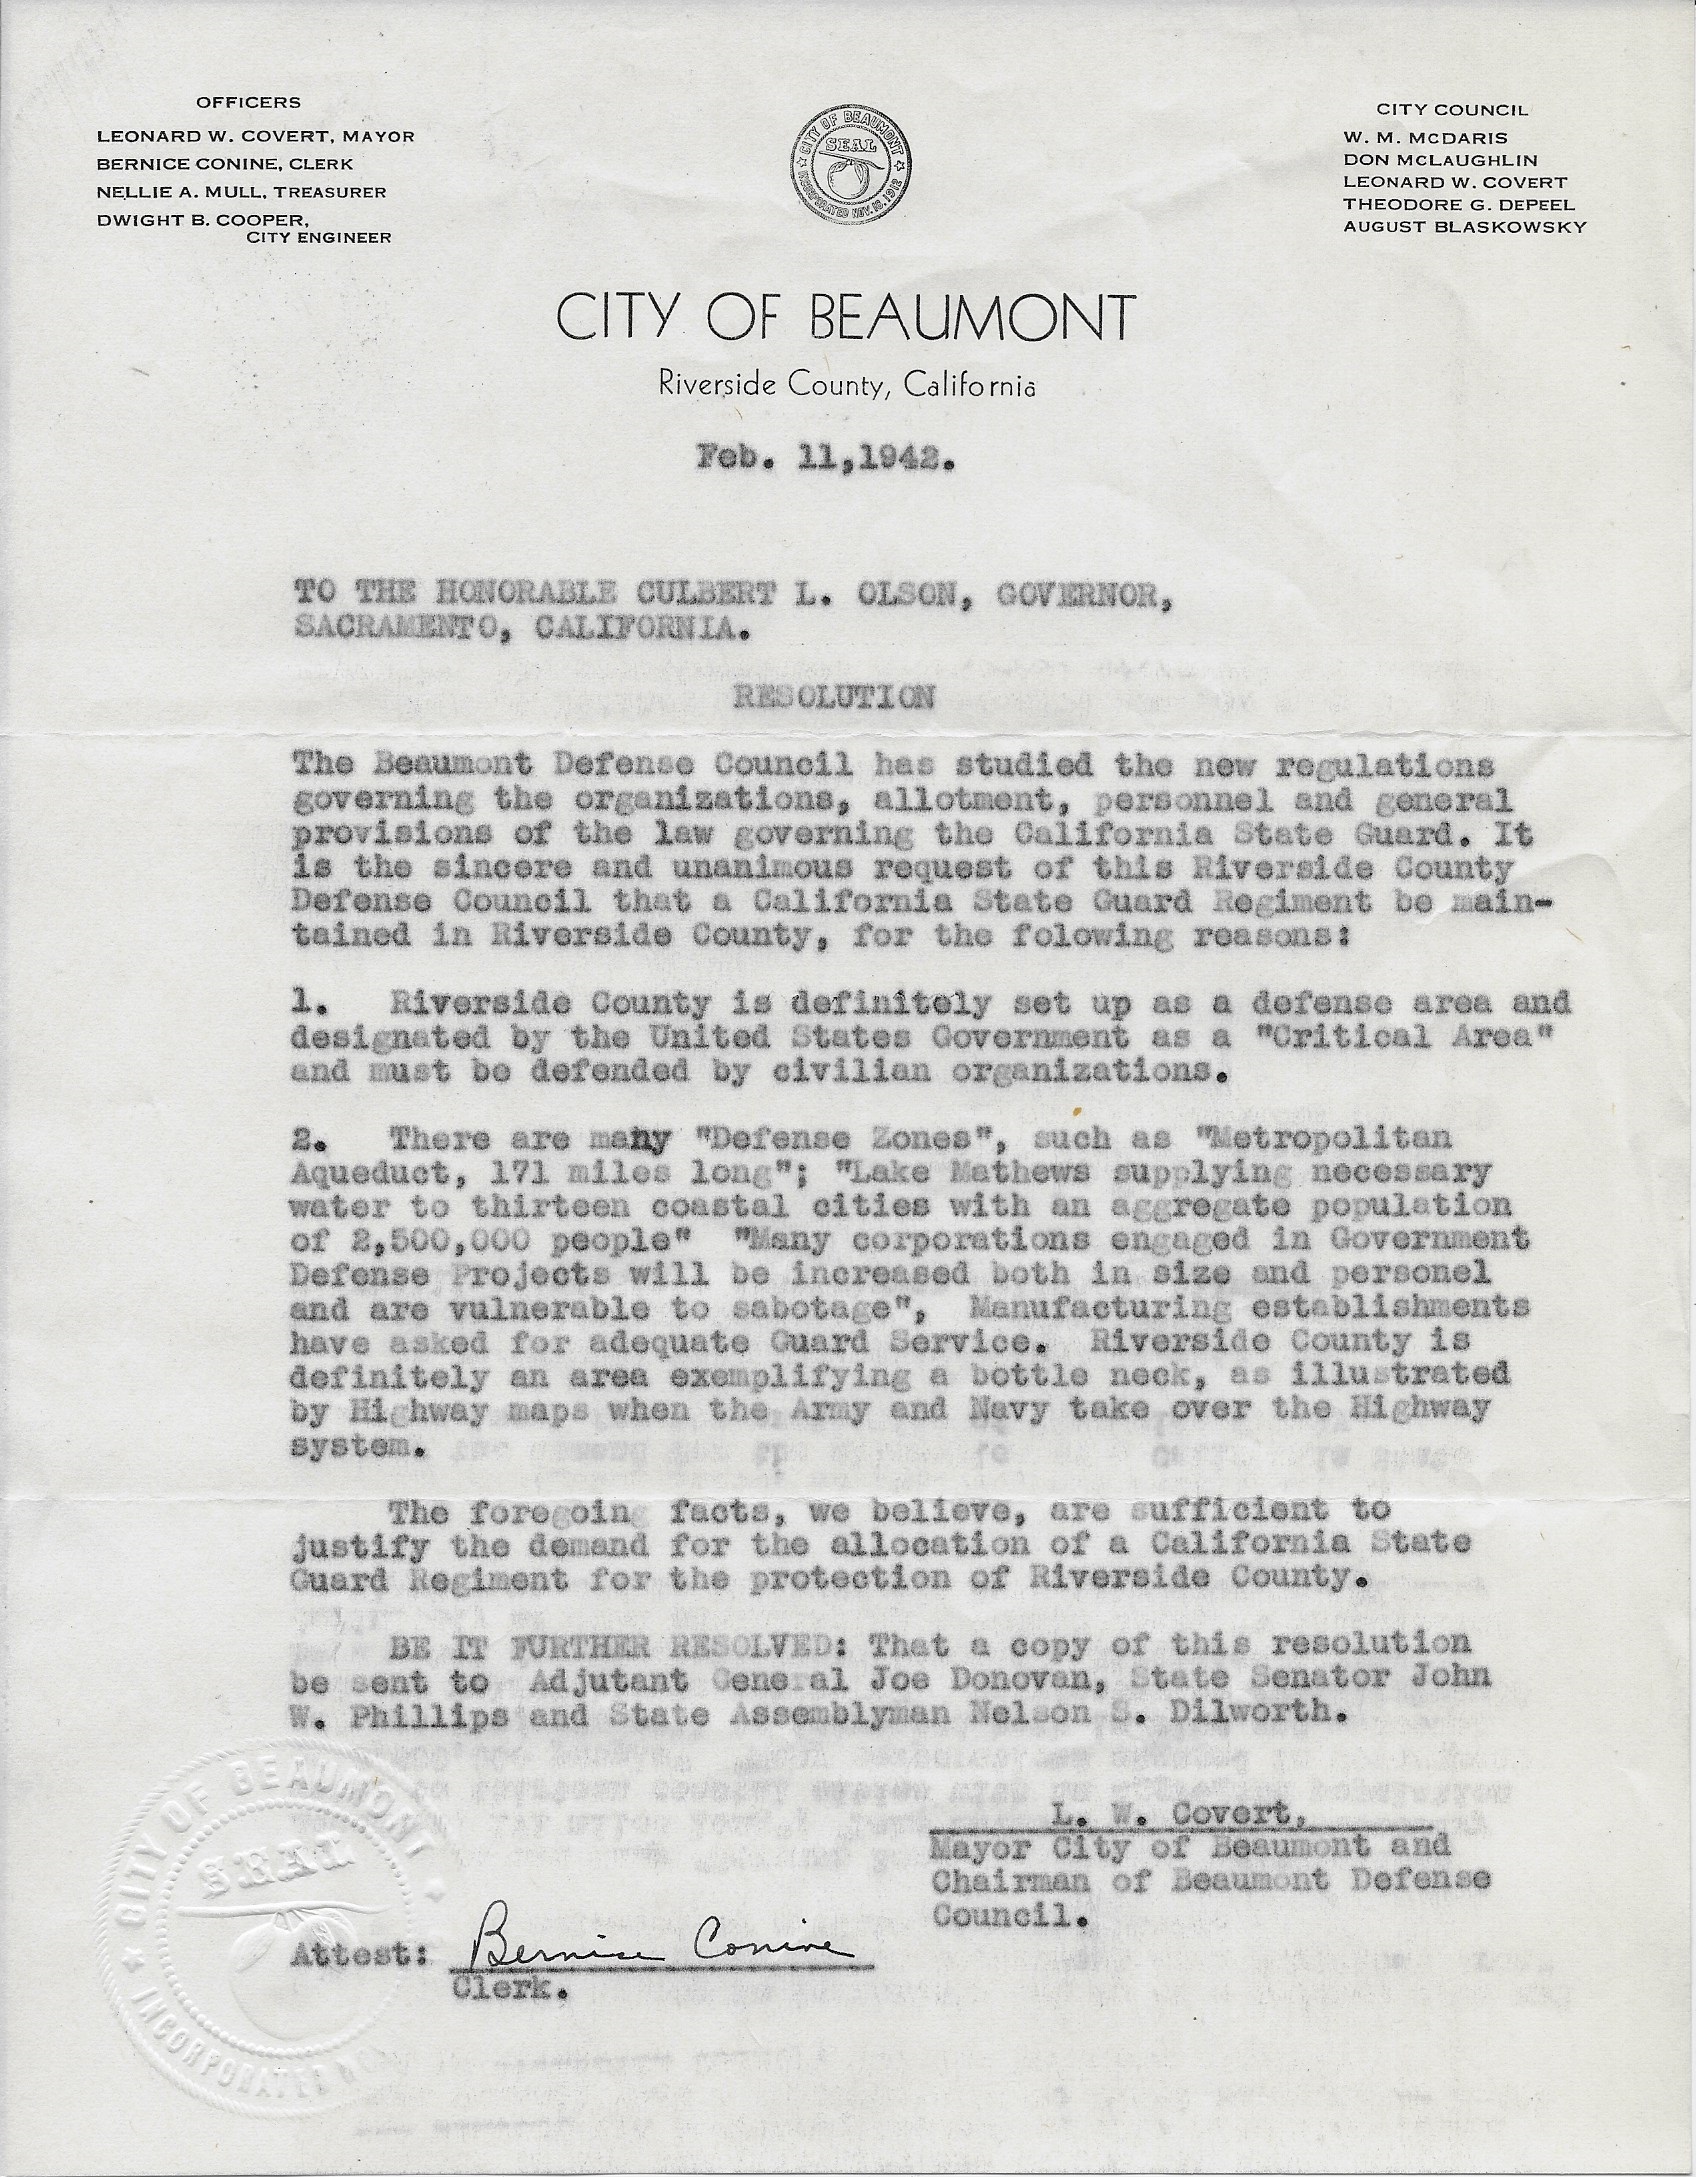 OFFICERS
LEONARD W. COVERT, MAYOR
BERNICE CONINE, CLERK
NELLIE A. MULL, TREASURER
DWIGHT B. COOPER,
CITY ENGINEER
CITY OF BEAUMONT
SEAL
INCORPORATED NOV. 18, 1912
CITY COUNCIL
W. M. McDARIS
DON McLAUGHLIN
LEONARD W. COVERT
THEODORE G. DePEEL
AUGUST BLASKOWSKY
CITY OF BEAUMONT
Riverside County, California
Feb. 11,1942.
TO THE HONORABLE CULBERT L. OLSON, GOVERNOR,
SACRAMENTO, CALIFORNIA.
RESOLUTION
The Beaumont Defense Council has studied the new regulations
governing the organizations, allotment, personnel and general
provisions of the law governing the California State Guard. It
is the sincere and unanimous request of this Riverside County
Defense Council that a California State Guard Regiment be main-
tained in Riverside County, for the folowing reasons:
1. Riverside County is definitely set up as a defense area and
designated by the United States Government as a "Critical Area"
and must be defended by civilian organizations.
2. There are many "Defense Zones", such as "Metropolitan
Aqueduct, 171 miles long"; "Lake Mathews supplying necessary
water to thirteen coastal cities with an aggregate population
of 2,500,000 people" "Many corporations engaged in Government
Defense Projects will be increased both in size and personel
and are vulnerable to sabotage", Manufacturing establishments
have asked for adequate Guard Service. Riverside County is
definitely an area exemplifying a bottle neck, as illustrated
by Highway maps when the Army and Navy take over the Highway
system.
The foregoing facts, we believe, are sufficient to
justify the demand for the allocation of a California State
Guard Regiment for the protection of Riverside County.
BE IT FURTHER RESOLVED: That a copy of this resolution
be sent to Adjutant General Joe Donovan, State Senator John
W. Phillips and State Assemblyman Nelson S. Dilworth.
L. W. Covert,
Mayor City of Beaumont and
Chairman of Beaumont Defense
Council.
CITY OF BEAUMONT
SEAL
INCORPORATED
Attest: Bernice Conine
Clerk.